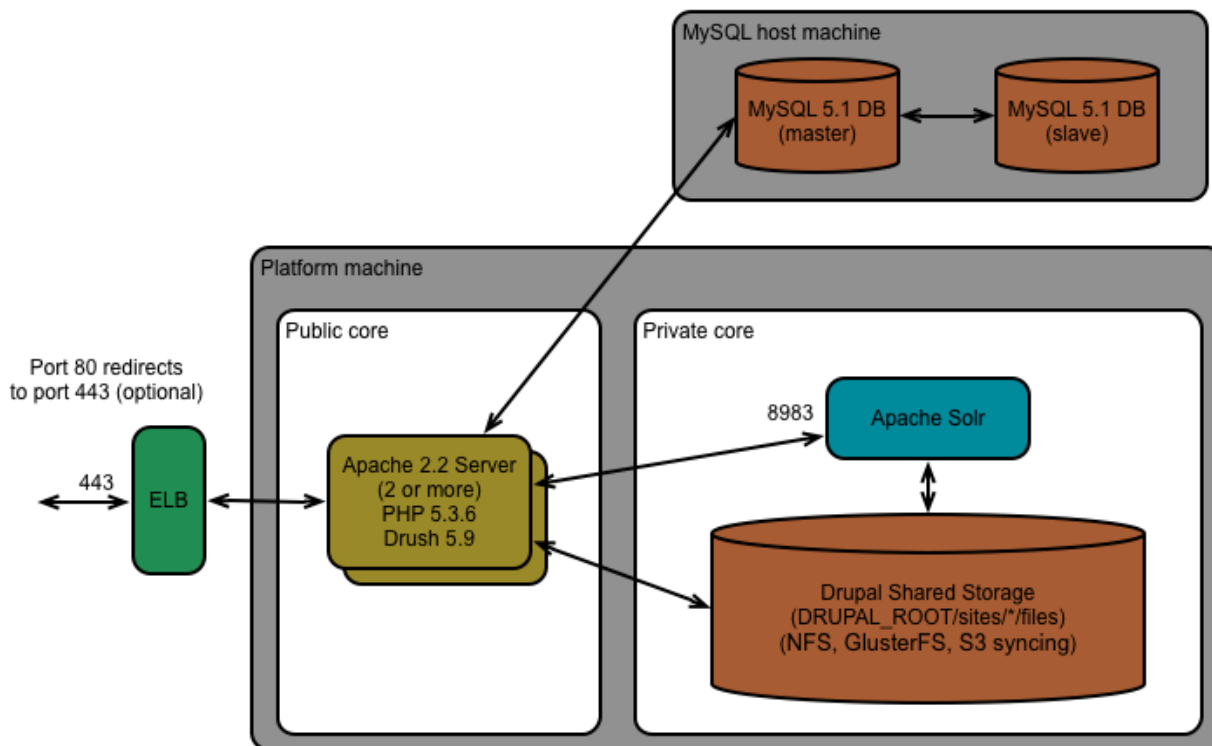 MySQL host machine
MySQL 5.1 DB
(master)
MySQL 5.1 DB
(slave)
Platform machine
Public core
Private core
Port 80 redirects
to port 443 (optional)
443
ELB
Apache 2.2 Server
(2 or more)
PHP 5.3.6
Drush 5.9
8983
Apache Solr
Drupal Shared Storage
(DRUPAL_ROOT/sites/*/files)
(NFS, GlusterFS, S3 syncing)